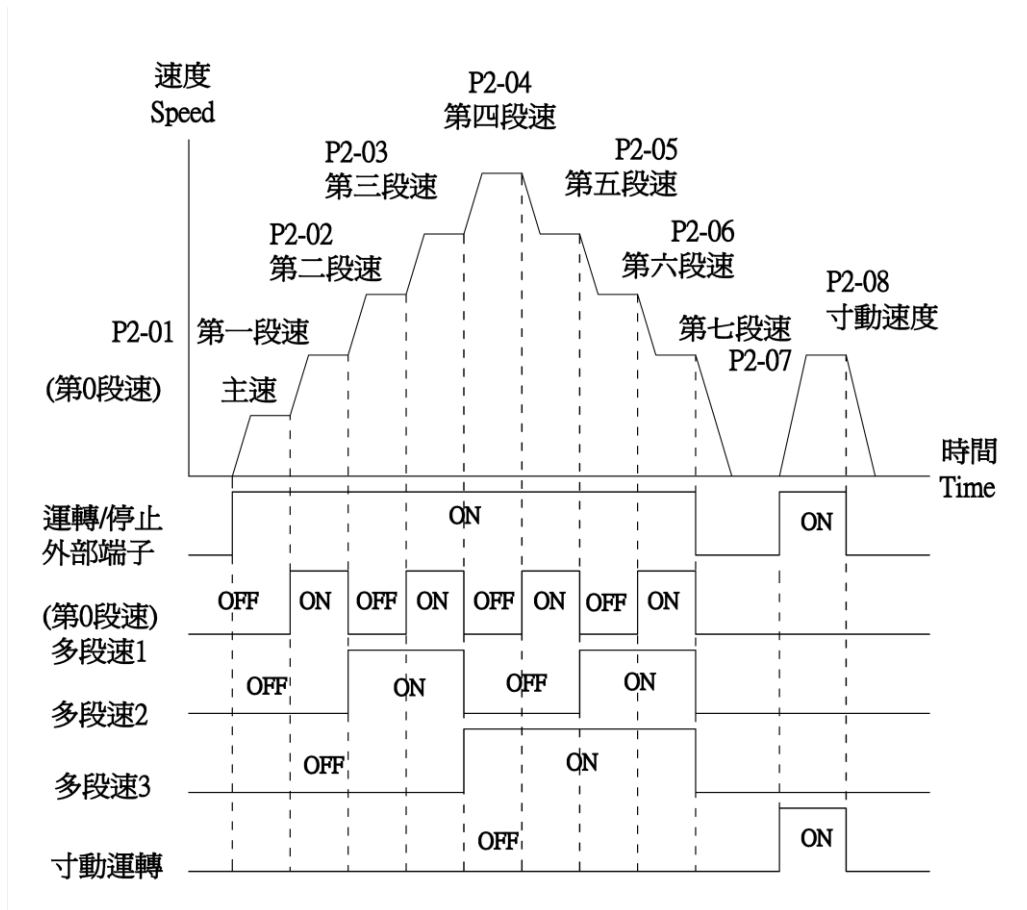 速度
Speed
P2-04
第四段速
P2-03
第三段速
P2-05
第五段速
P2-02
第二段速
P2-06
第六段速
P2-08
寸動速度
P2-01
第一段速
第七段速
P2-07
(第0段速)
主速
時間
Time
運轉/停止
外部端子
ON
ON
(第0段速)
多段速1
OFF
ON
OFF
ON
OFF
ON
OFF
ON
多段速2
OFF
ON
OFF
ON
多段速3
OFF
ON
寸動運轉
OFF
ON